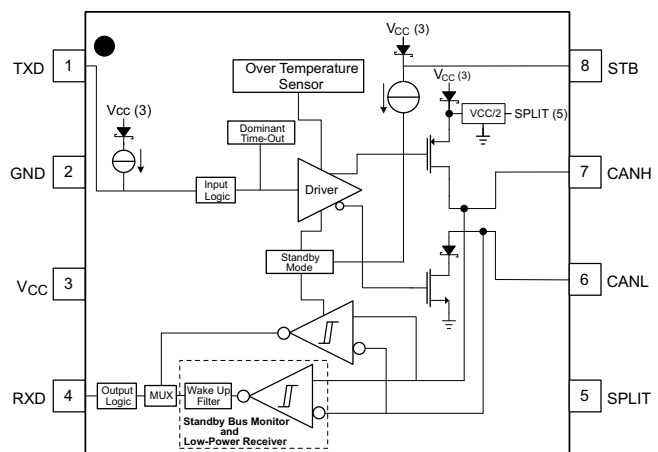 V_CC (3)
TXD
1
8
STB
Over Temperature
Sensor
V_CC (3)
VCC/2
SPLIT (5)
Vcc (3)
Dominant
Time-Out
GND
2
7
CANH
Input
Logic
Driver
Standby
Mode
V_CC
3
6
CANL
RXD
4
Output
Logic
MUX
Wake Up
Filter
5
SPLIT
Standby Bus Monitor
and
Low-Power Receiver